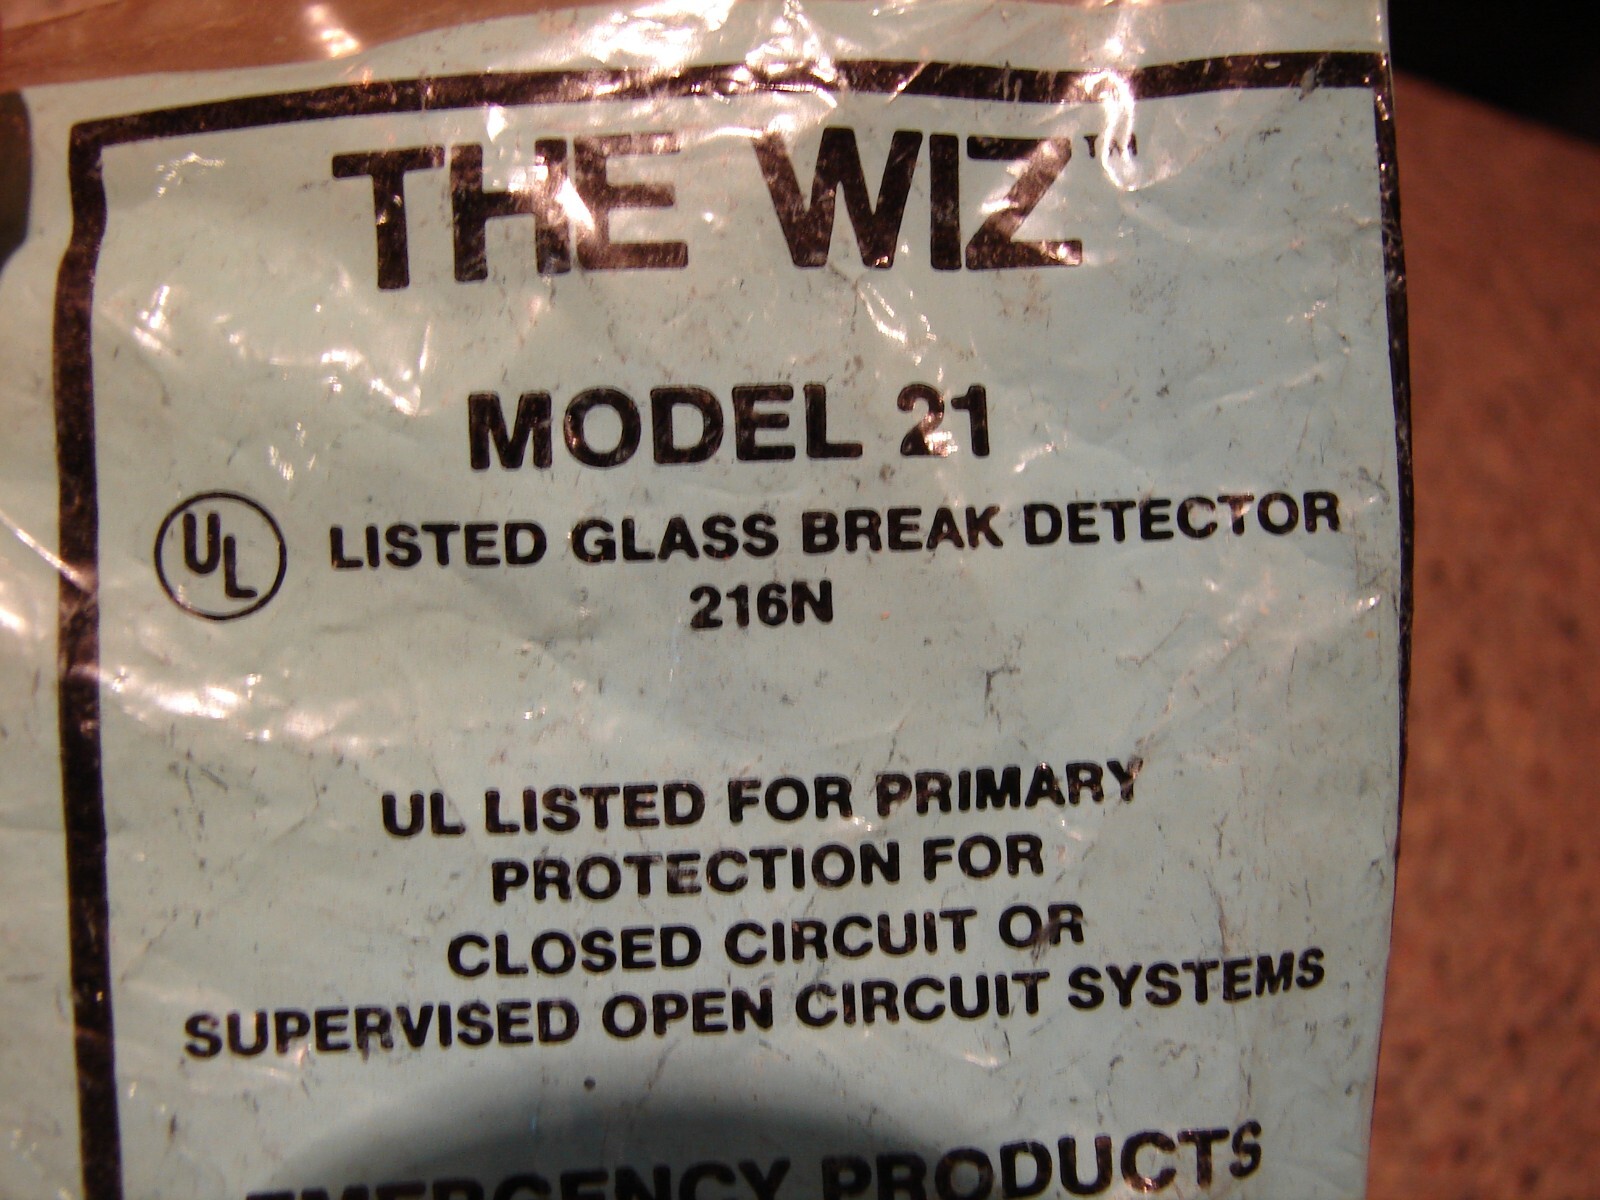 THE WIZ™
MODEL 21
UL LISTED GLASS BREAK DETECTOR
216N
UL LISTED FOR PRIMARY
PROTECTION FOR
CLOSED CIRCUIT OR
SUPERVISED OPEN CIRCUIT SYSTEMS
EMERGENCY PRODUCTS